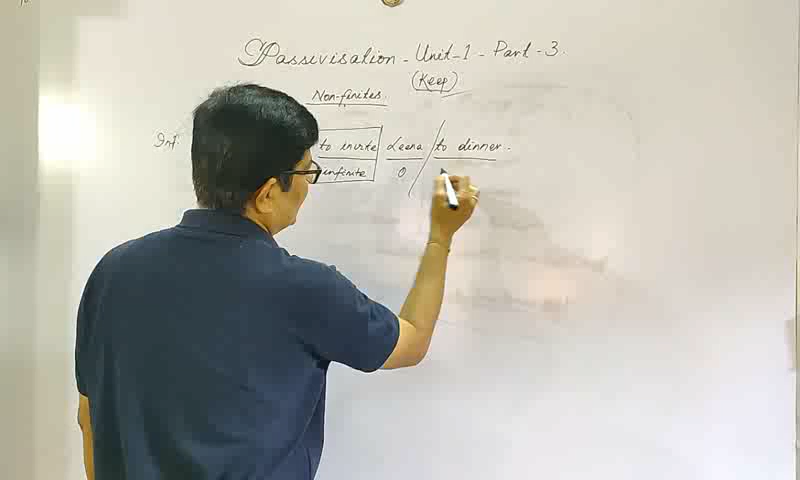 Passivisation - Unit-1 - Part-3.
(Keep)
Non-finites.
Inf: to invite Leena to dinner.
infinite O